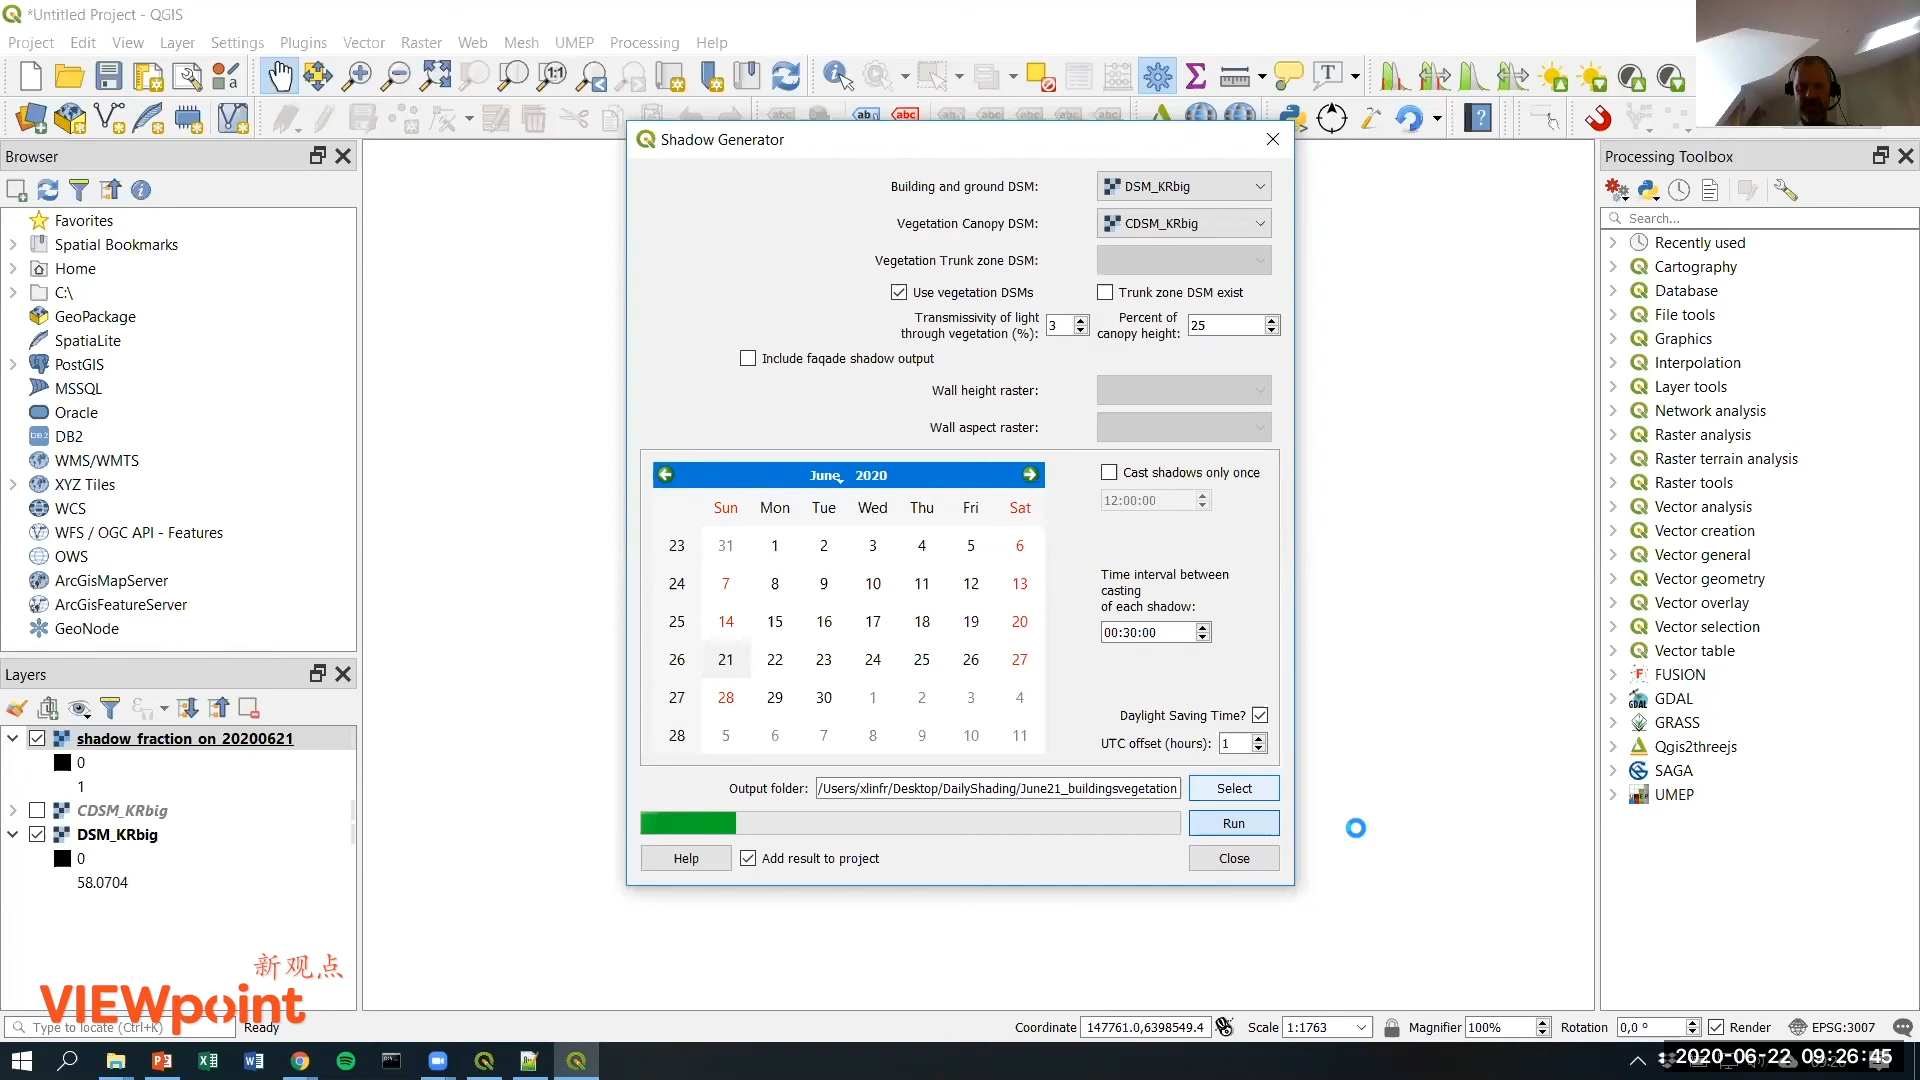 *Untitled Project - QGIS
Project Edit View Layer Settings Plugins Vector Raster Web Mesh UMEP Processing Help
Browser
Favorites
Spatial Bookmarks
Home
C:\
GeoPackage
SpatiaLite
PostGIS
MSSQL
Oracle
DB2
WMS/WMTS
XYZ Tiles
WCS
WFS / OGC API - Features
OWS
ArcGisMapServer
ArcGisFeatureServer
GeoNode
Layers
shadow_fraction_on_20200621
0
1
CDSM_KRbig
DSM_KRbig
0
58.0704
新观点
VIEWpoint
Type to locate (Ctrl+K)
Ready
Shadow Generator
Building and ground DSM: DSM_KRbig
Vegetation Canopy DSM: CDSM_KRbig
Vegetation Trunk zone DSM:
Use vegetation DSMs
Trunk zone DSM exist
Transmissivity of light
through vegetation (%): 3
Percent of
canopy height: 25
Include façade shadow output
Wall height raster:
Wall aspect raster:
June 2020
Sun Mon Tue Wed Thu Fri Sat
23 31 1 2 3 4 5 6
24 7 8 9 10 11 12 13
25 14 15 16 17 18 19 20
26 21 22 23 24 25 26 27
27 28 29 30 1 2 3 4
28 5 6 7 8 9 10 11
Cast shadows only once
12:00:00
Time interval between
casting
of each shadow:
00:30:00
Daylight Saving Time?
UTC offset (hours): 1
Output folder: /Users/xlinfr/Desktop/DailyShading/June21_buildingsvegetation
Select
Run
Help
Add result to project
Close
Processing Toolbox
Search...
Recently used
Cartography
Database
File tools
Graphics
Interpolation
Layer tools
Network analysis
Raster analysis
Raster terrain analysis
Raster tools
Vector analysis
Vector creation
Vector general
Vector geometry
Vector overlay
Vector selection
Vector table
FUSION
GDAL
GRASS
Qgis2threejs
SAGA
UMEP
Coordinate 147761.0,6398549.4 Scale 1:1763 Magnifier 100% Rotation 0,0 ° Render EPSG:3007
2020-06-22 09:26:45